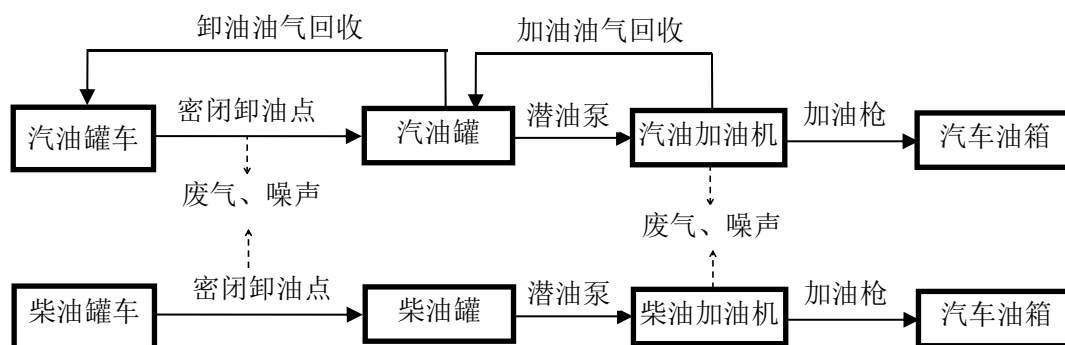 卸油油气回收
加油油气回收
密闭卸油点
潜油泵
加油枪
汽油罐车
汽油罐
汽油加油机
汽车油箱
废气、噪声
废气、噪声
密闭卸油点
潜油泵
加油枪
柴油罐车
柴油罐
柴油加油机
汽车油箱